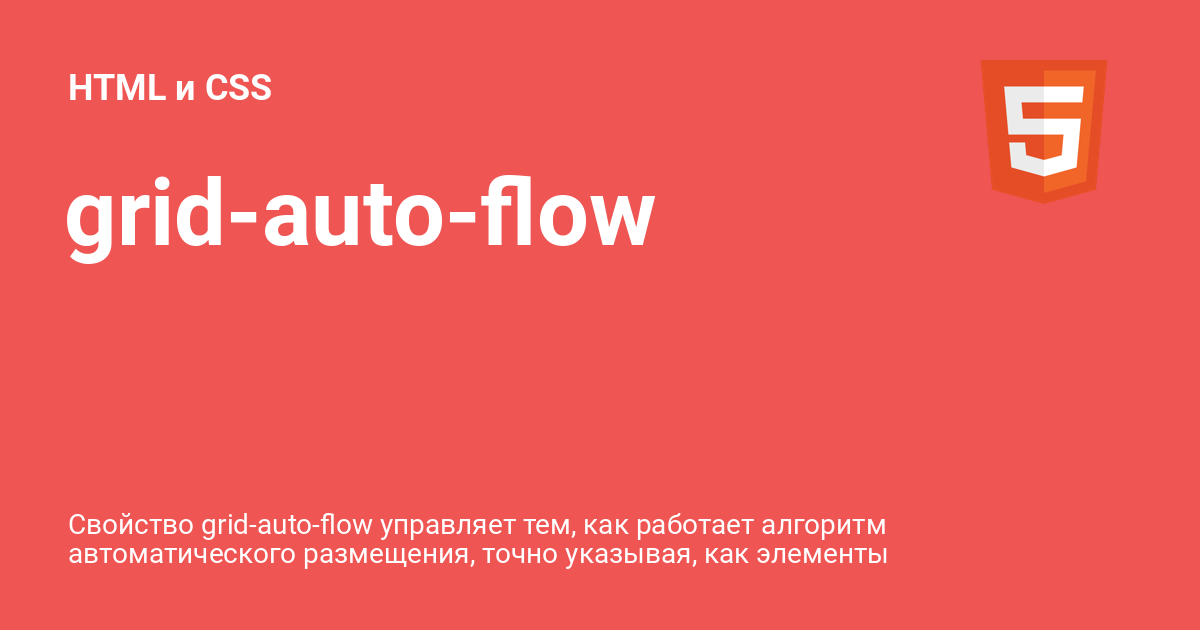 HTML и CSS
grid-auto-flow
Свойство grid-auto-flow управляет тем, как работает алгоритм
автоматического размещения, точно указывая, как элементы